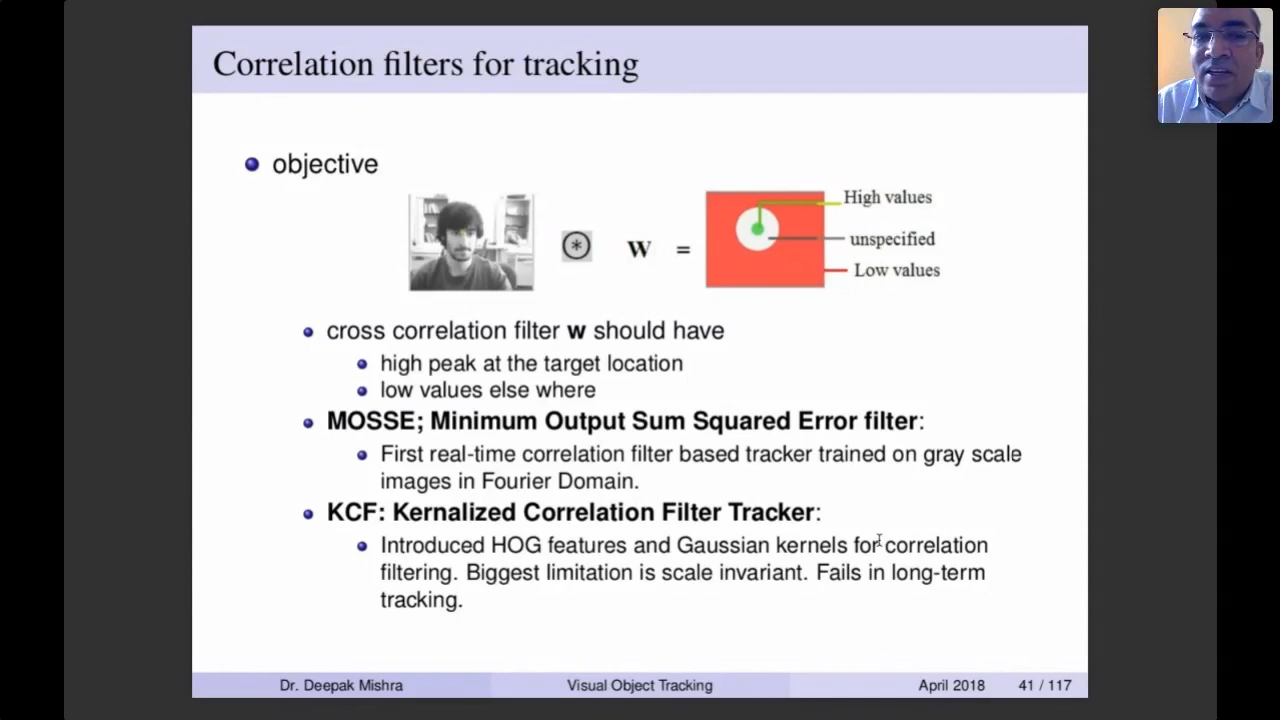 Correlation filters for tracking
objective
High values
* W =
unspecified
Low values
cross correlation filter w should have
high peak at the target location
low values else where
MOSSE; Minimum Output Sum Squared Error filter:
First real-time correlation filter based tracker trained on gray scale
images in Fourier Domain.
KCF: Kernalized Correlation Filter Tracker:
Introduced HOG features and Gaussian kernels for correlation
filtering. Biggest limitation is scale invariant. Fails in long-term
tracking.
Dr. Deepak Mishra Visual Object Tracking April 2018 41 / 117